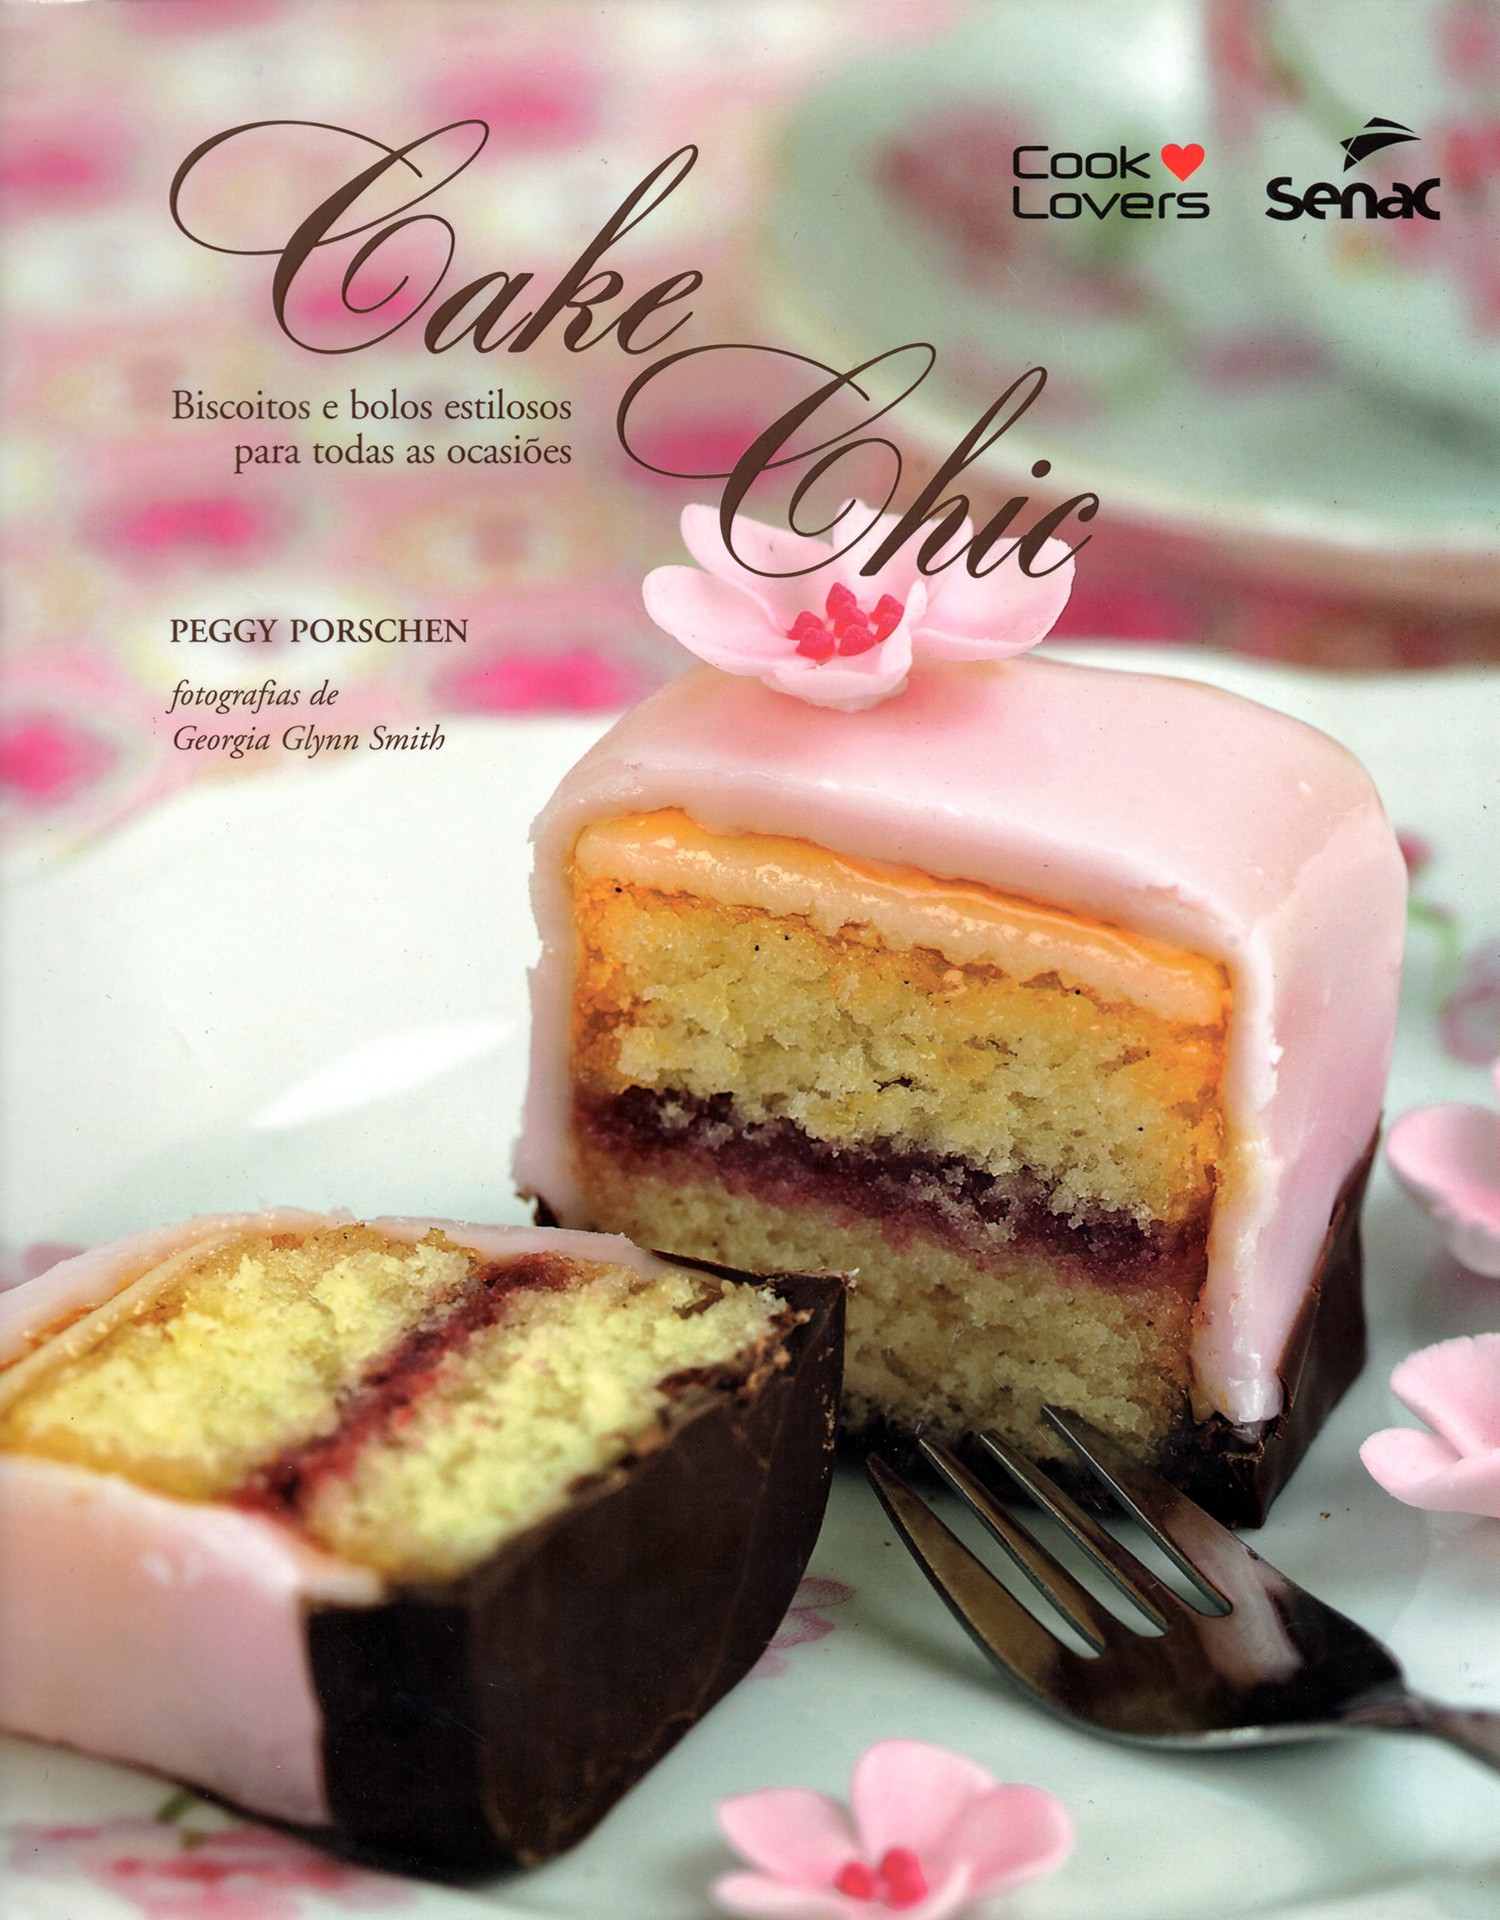 Cake
Chic
Cook ♥
Lovers
Senac
Biscoitos e bolos estilosos
para todas as ocasiões
PEGGY PORSCHEN
fotografias de
Georgia Glynn Smith